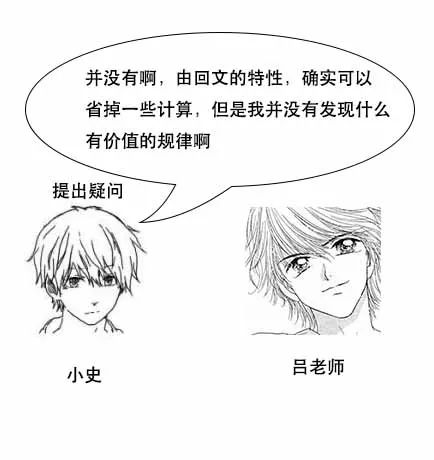 并没有啊，由回文的特性，确实可以
省掉一些计算，但是我并没有发现什么
有价值的规律啊
提出疑问
小史
吕老师